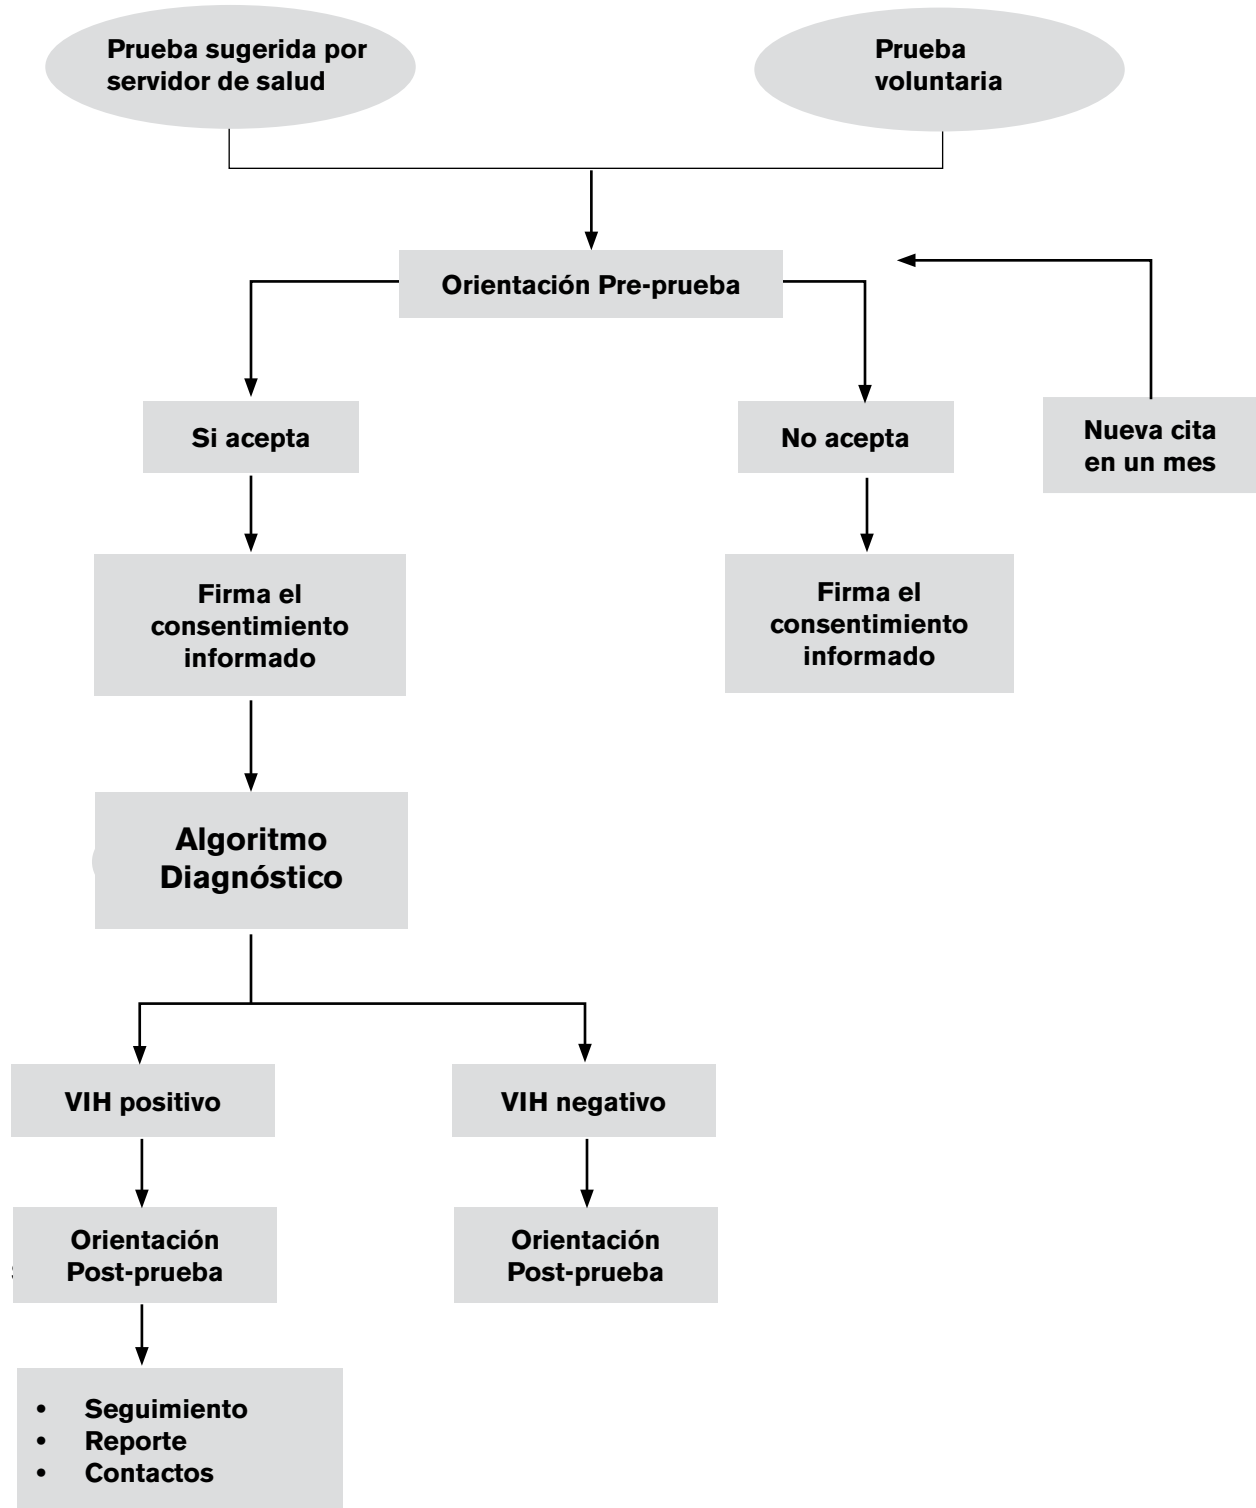 Prueba sugerida por
servidor de salud
Prueba
voluntaria
Orientación Pre-prueba
Si acepta
No acepta
Nueva cita
en un mes
Firma el
consentimiento
informado
Firma el
consentimiento
informado
Algoritmo
Diagnóstico
VIH positivo
VIH negativo
Orientación
Post-prueba
Orientación
Post-prueba
• Seguimiento
• Reporte
• Contactos